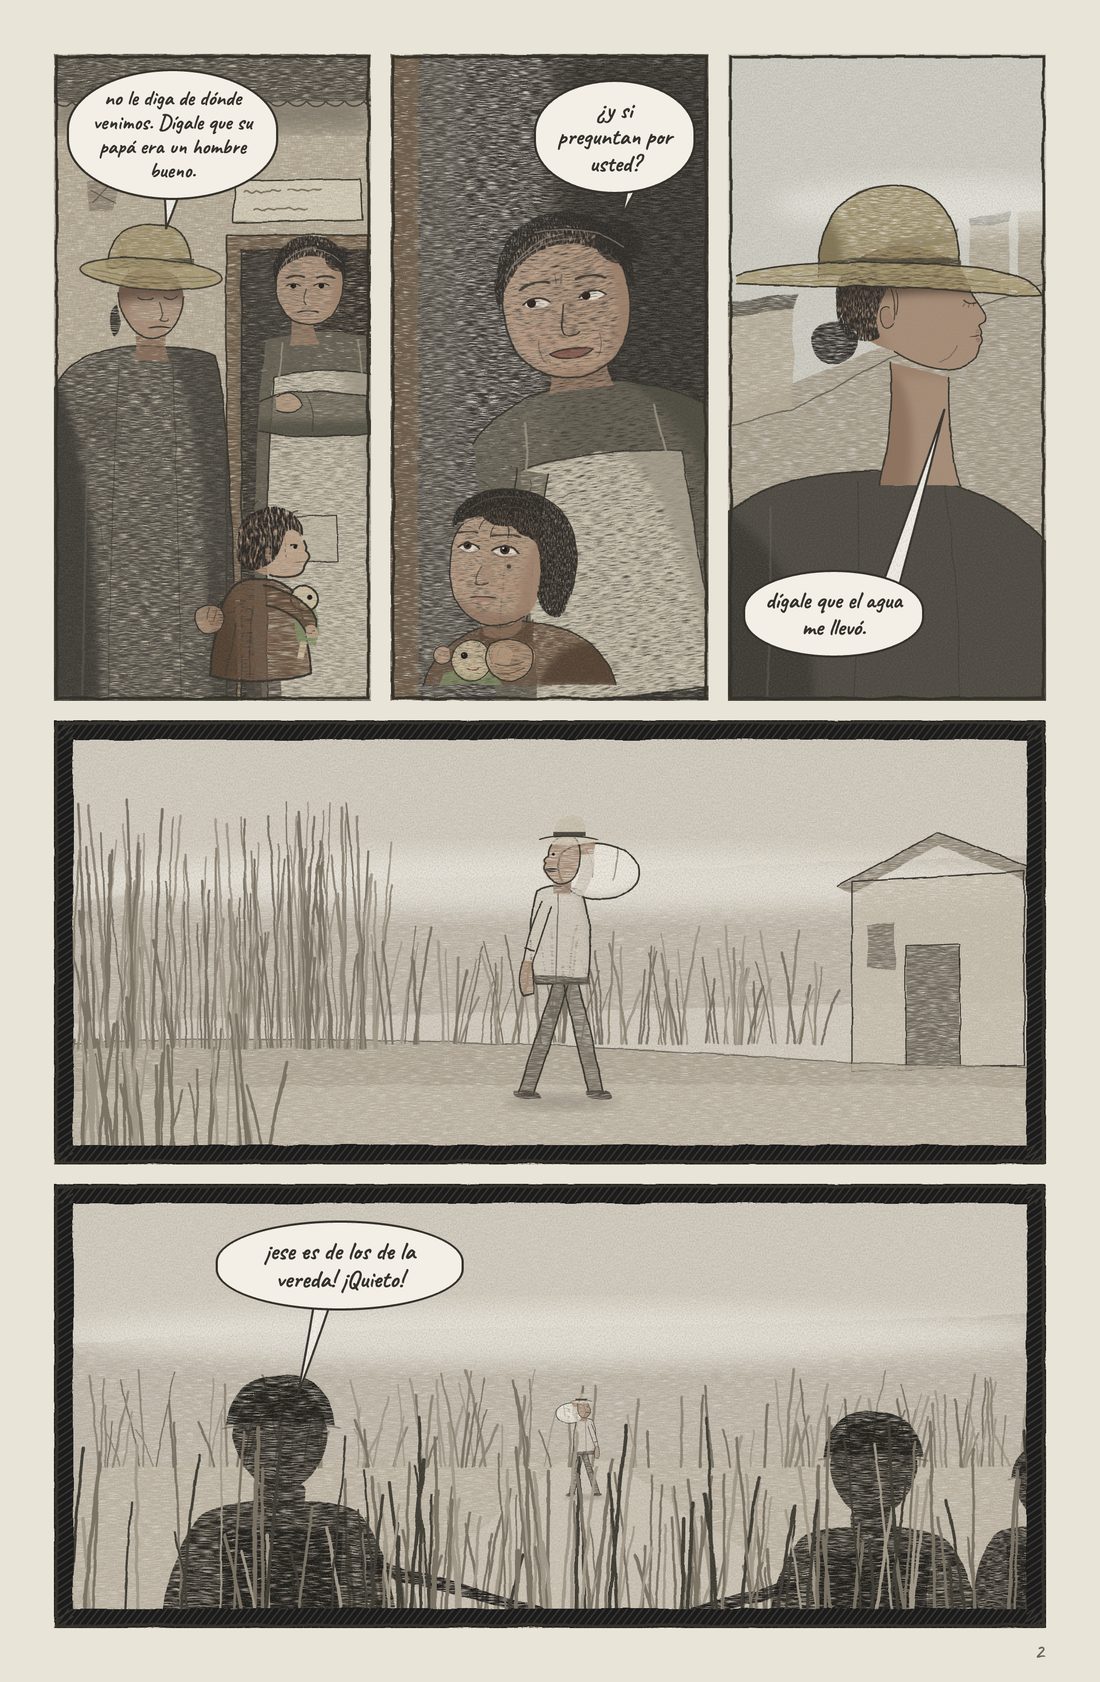 no le diga de dónde
venimos. Dígale que su
papá era un hombre
bueno.
¿y si
preguntan por
usted?
dígale que el agua
me llevó.
¡ese es de los de la
vereda! ¡Quieto!
2